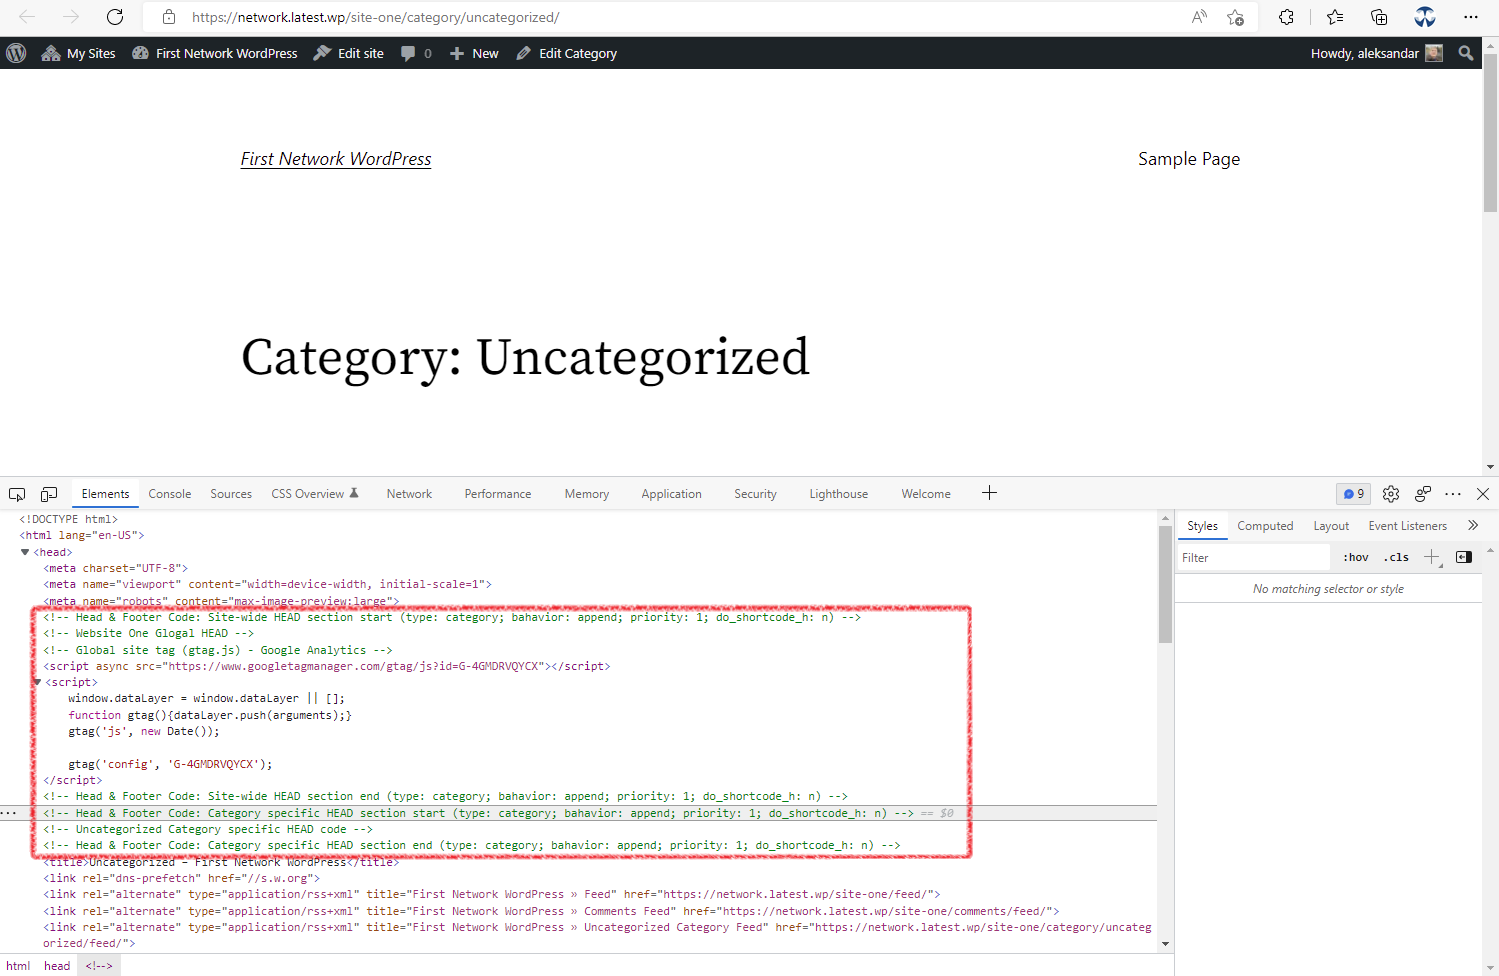 https://network.latest.wp/site-one/category/uncategorized/
My Sites First Network WordPress Edit site 0 New Edit Category Howdy, aleksandar
First Network WordPress Sample Page
Category: Uncategorized
Elements Console Sources CSS Overview Network Performance Memory Application Security Lighthouse Welcome 9
<!DOCTYPE html>
<html lang="en-US">
<head>
<meta charset="UTF-8">
<meta name="viewport" content="width=device-width, initial-scale=1">
<meta name="robots" content="max-image-preview:large">
<!-- Head & Footer Code: Site-wide HEAD section start (type: category; bahavior: append; priority: 1; do_shortcode_h: n) -->
<!-- Website One Glogal HEAD -->
<!-- Global site tag (gtag.js) - Google Analytics -->
<script async src="https://www.googletagmanager.com/gtag/js?id=G-4GMDRVQYCX"></script>
<script>
window.dataLayer = window.dataLayer || [];
function gtag(){dataLayer.push(arguments);}
gtag('js', new Date());
gtag('config', 'G-4GMDRVQYCX');
</script>
<!-- Head & Footer Code: Site-wide HEAD section end (type: category; bahavior: append; priority: 1; do_shortcode_h: n) -->
<!-- Head & Footer Code: Category specific HEAD section start (type: category; bahavior: append; priority: 1; do_shortcode_h: n) --> == $0
<!-- Uncategorized Category specific HEAD code -->
<!-- Head & Footer Code: Category specific HEAD section end (type: category; bahavior: append; priority: 1; do_shortcode_h: n) -->
<title>Uncategorized – First Network WordPress</title>
<link rel="dns-prefetch" href="//s.w.org">
<link rel="alternate" type="application/rss+xml" title="First Network WordPress » Feed" href="https://network.latest.wp/site-one/feed/">
<link rel="alternate" type="application/rss+xml" title="First Network WordPress » Comments Feed" href="https://network.latest.wp/site-one/comments/feed/">
<link rel="alternate" type="application/rss+xml" title="First Network WordPress » Uncategorized Category Feed" href="https://network.latest.wp/site-one/category/uncateg
orized/feed/">
html head <!-->
Styles Computed Layout Event Listeners
Filter :hov .cls
No matching selector or style